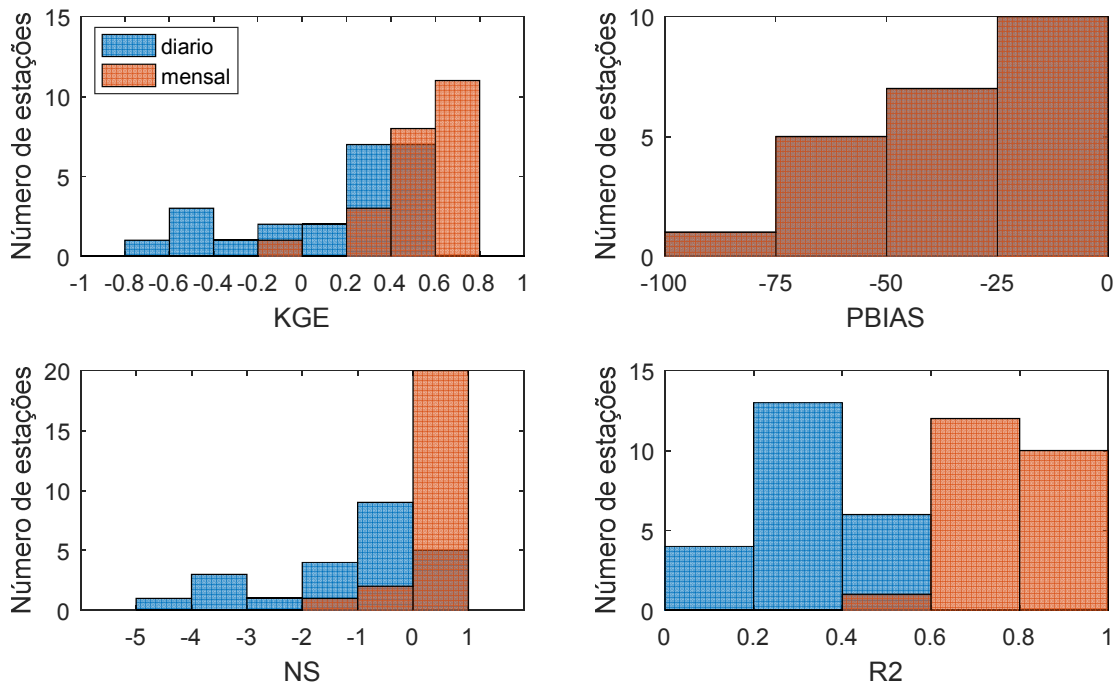 Número de estações
15
10
5
0
diario
mensal
-1 -0.8 -0.6 -0.4 -0.2 0 0.2 0.4 0.6 0.8 1
KGE
Número de estações
10
5
0
-100 -75 -50 -25 0
PBIAS
Número de estações
20
15
10
5
0
-5 -4 -3 -2 -1 0 1
NS
Número de estações
15
10
5
0
0 0.2 0.4 0.6 0.8 1
R2